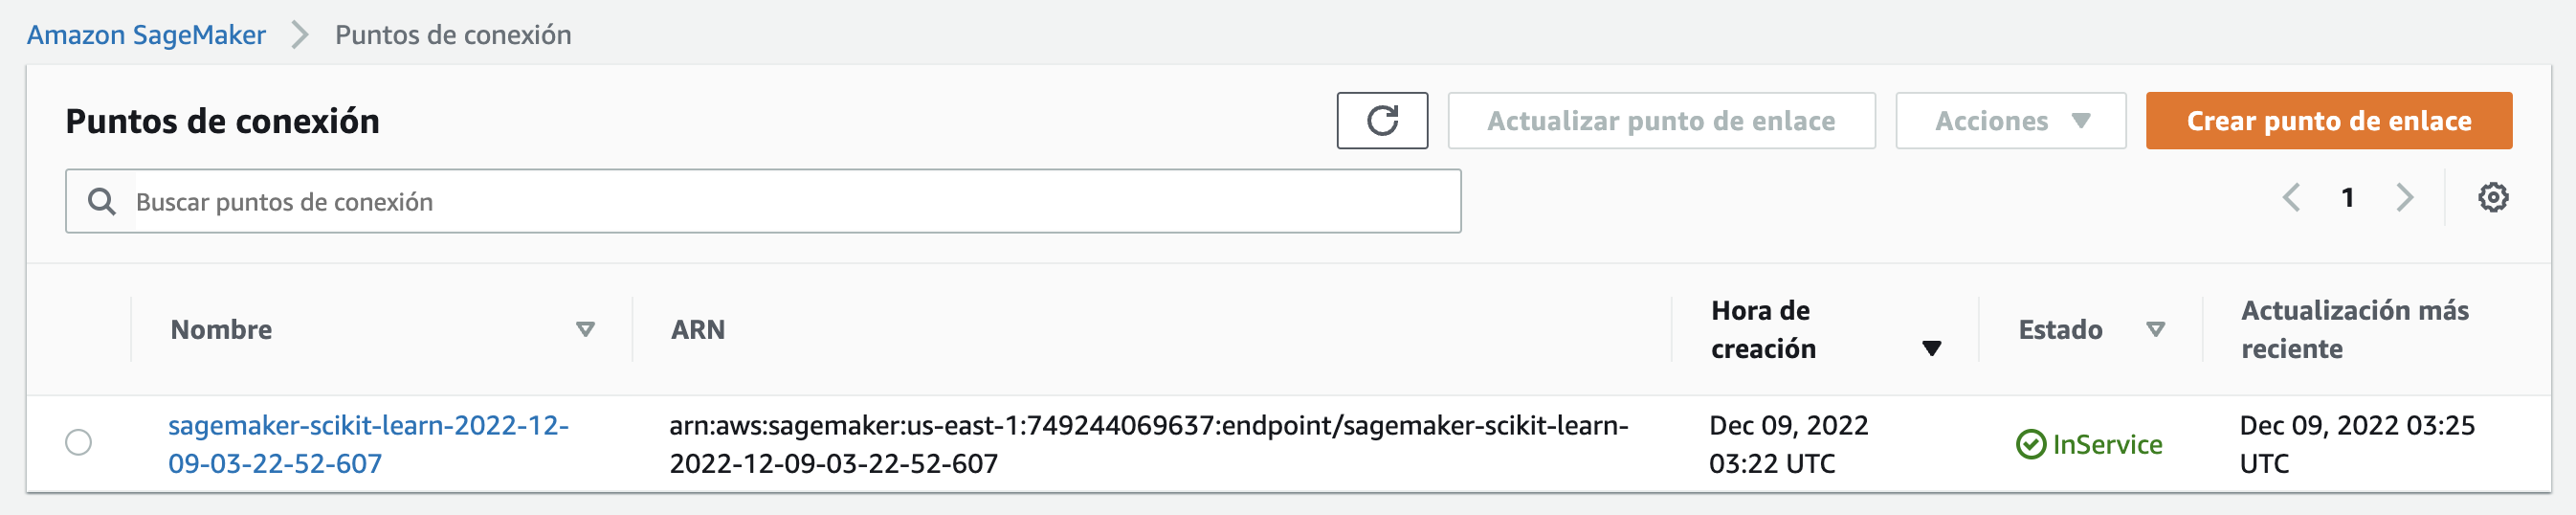 Amazon SageMaker > Puntos de conexión
Puntos de conexión
Actualizar punto de enlace
Acciones
Crear punto de enlace
Buscar puntos de conexión
1
Nombre
ARN
Hora de
creación
Estado
Actualización más
reciente
sagemaker-scikit-learn-2022-12-
09-03-22-52-607
arn:aws:sagemaker:us-east-1:749244069637:endpoint/sagemaker-scikit-learn-
2022-12-09-03-22-52-607
Dec 09, 2022
03:22 UTC
InService
Dec 09, 2022 03:25
UTC